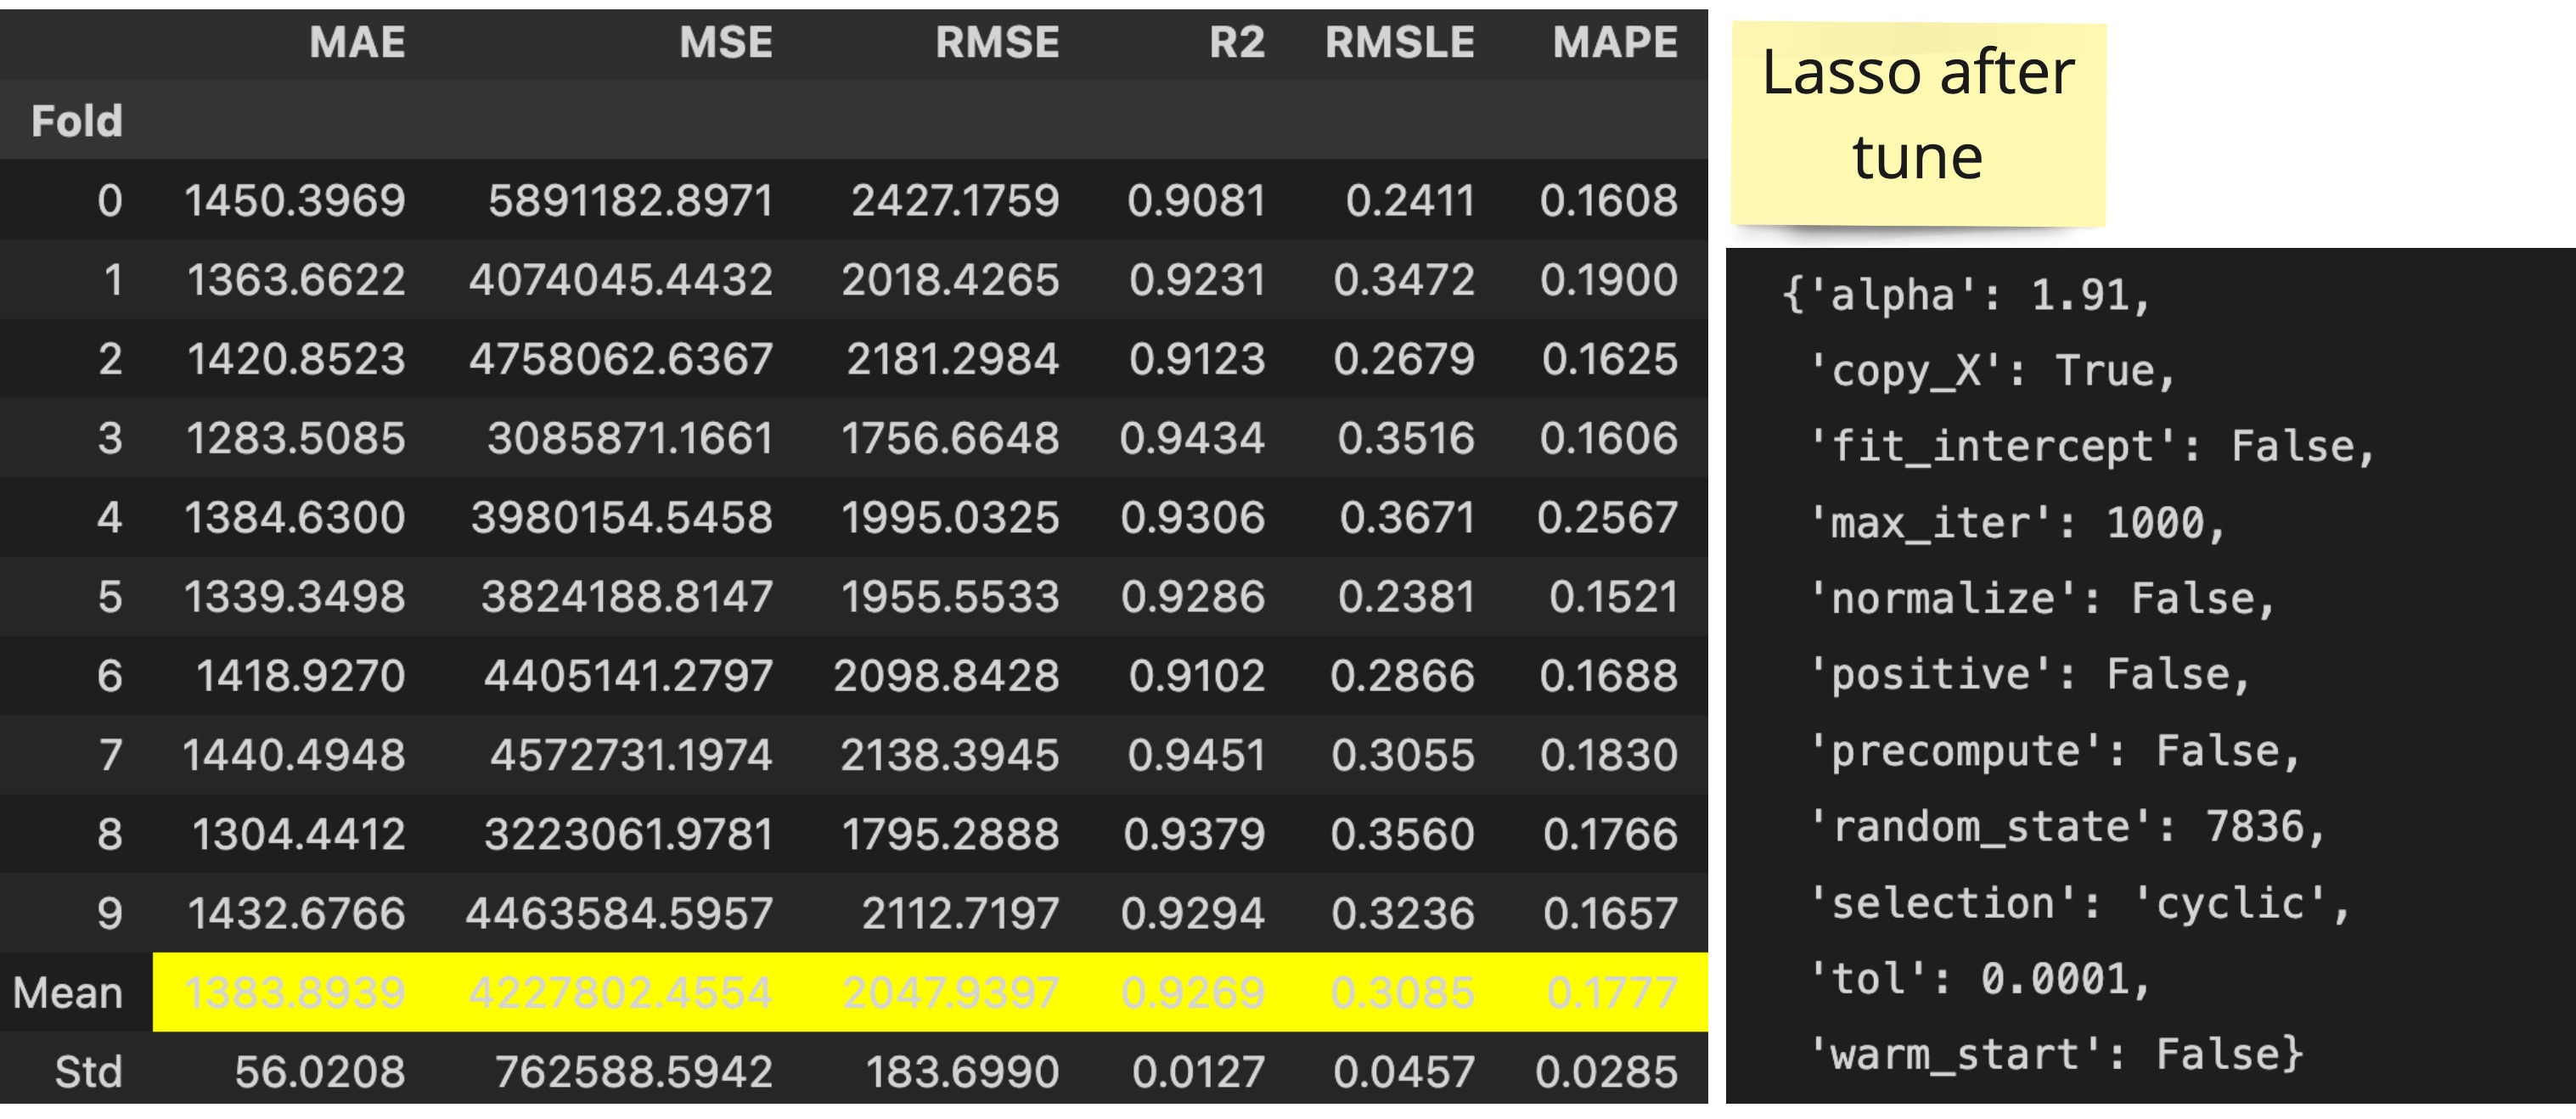 MAE MSE RMSE R2 RMSLE MAPE
Fold
0 1450.3969 5891182.8971 2427.1759 0.9081 0.2411 0.1608
1 1363.6622 4074045.4432 2018.4265 0.9231 0.3472 0.1900
2 1420.8523 4758062.6367 2181.2984 0.9123 0.2679 0.1625
3 1283.5085 3085871.1661 1756.6648 0.9434 0.3516 0.1606
4 1384.6300 3980154.5458 1995.0325 0.9306 0.3671 0.2567
5 1339.3498 3824188.8147 1955.5533 0.9286 0.2381 0.1521
6 1418.9270 4405141.2797 2098.8428 0.9102 0.2866 0.1688
7 1440.4948 4572731.1974 2138.3945 0.9451 0.3055 0.1830
8 1304.4412 3223061.9781 1795.2888 0.9379 0.3560 0.1766
9 1432.6766 4463584.5957 2112.7197 0.9294 0.3236 0.1657
Mean 1383.8939 4227802.4554 2047.9397 0.9269 0.3085 0.1777
Std 56.0208 762588.5942 183.6990 0.0127 0.0457 0.0285
Lasso after
tune
{'alpha': 1.91,
'copy_X': True,
'fit_intercept': False,
'max_iter': 1000,
'normalize': False,
'positive': False,
'precompute': False,
'random_state': 7836,
'selection': 'cyclic',
'tol': 0.0001,
'warm_start': False}